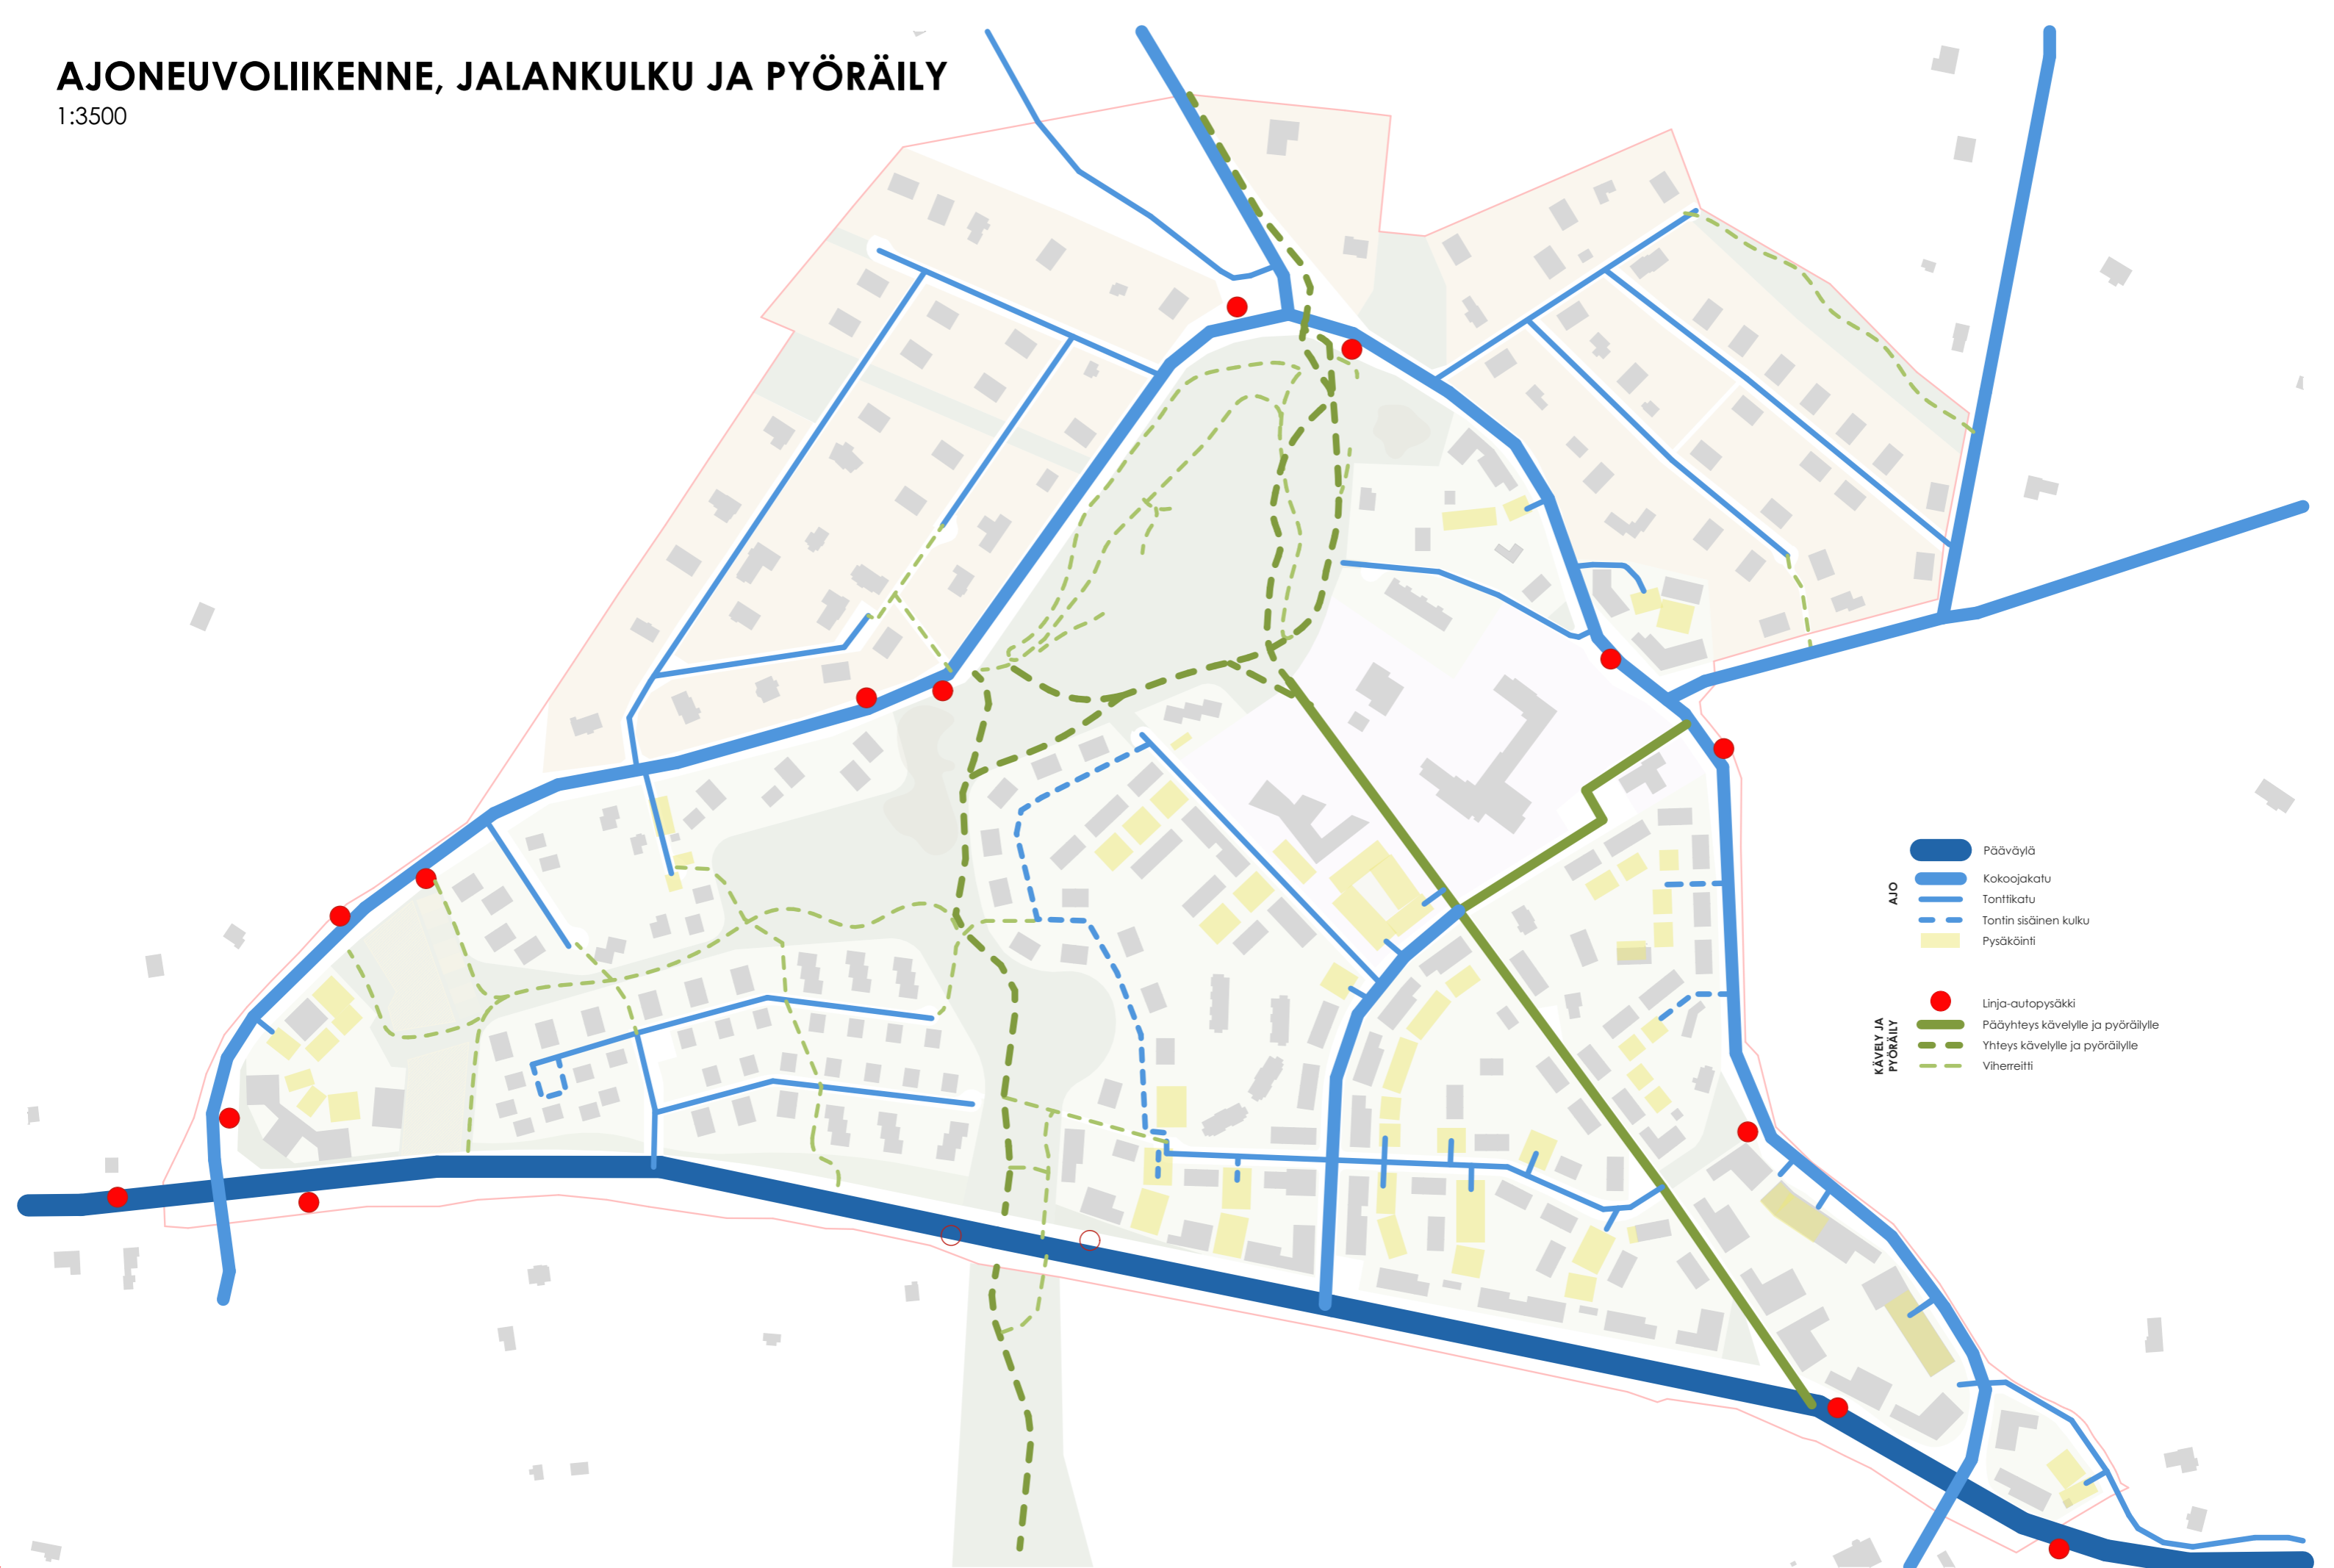 AJONEUVOLIIKENNE, JALANKULKU JA PYÖRÄILY
1:3500
AJO
Pääväylä
Kokoojakatu
Tonttikatu
Tontin sisäinen kulku
Pysäköinti
KÄVELY JA
PYÖRÄILY
Linja-autopysäkki
Pääyhteys kävelylle ja pyöräilylle
Yhteys kävelylle ja pyöräilylle
Viherreitti